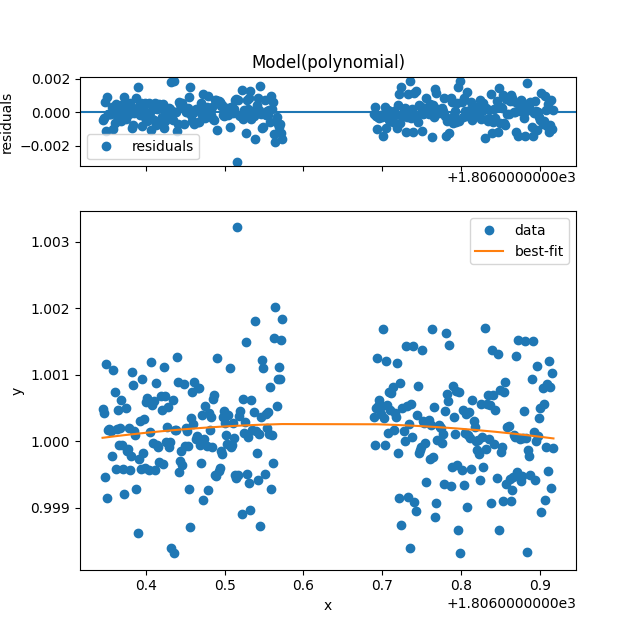 Model(polynomial)
0.002
0.000
−0.002
residuals
residuals
+1.8060000000e3
1.003
1.002
1.001
1.000
0.999
y
data
best-fit
0.4 0.5 0.6 0.7 0.8 0.9
x
+1.8060000000e3